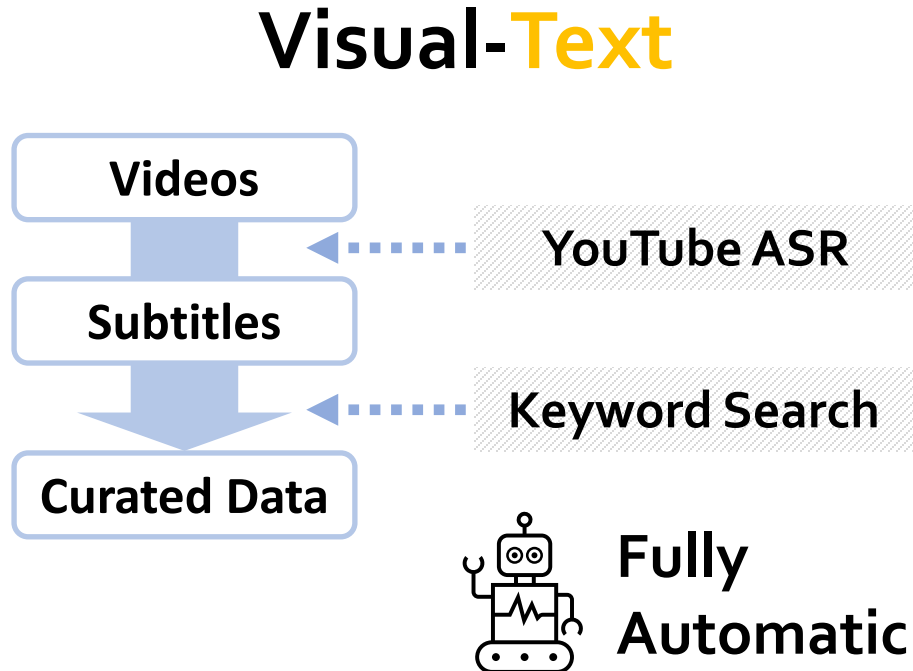 Visual-Text
Videos
YouTube ASR
Subtitles
Keyword Search
Curated Data
Fully
Automatic